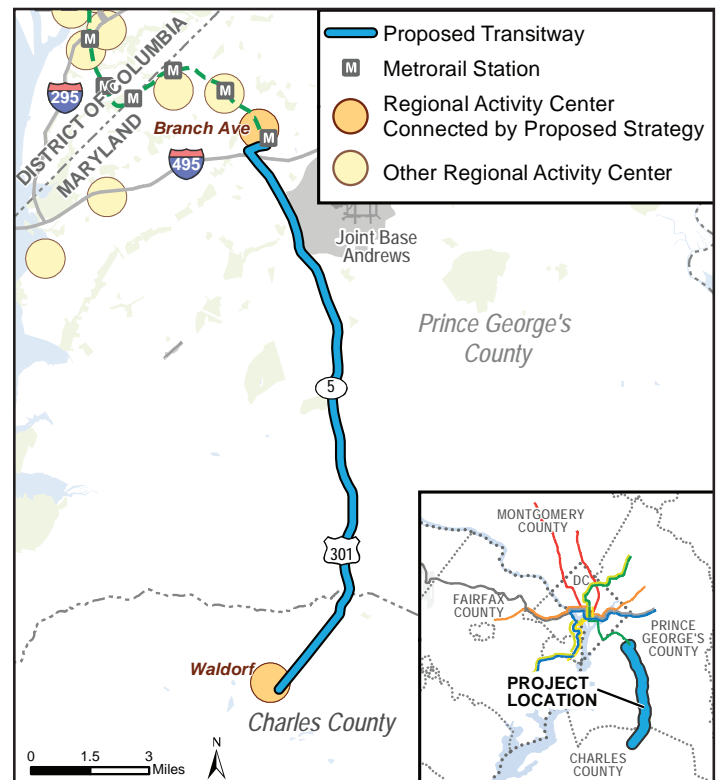 Proposed Transitway
M
Metrorail Station
Regional Activity Center
Connected by Proposed Strategy
Other Regional Activity Center
M
M
M
M
M
M
295
DISTRICT OF COLUMBIA
MARYLAND
Branch Ave
495
Joint Base
Andrews
Prince George's
County
5
301
Waldorf
Charles County
0 1.5 3
Miles
N
MONTGOMERY
COUNTY
DC
FAIRFAX
COUNTY
PRINCE
GEORGE'S
COUNTY
PROJECT
LOCATION
CHARLES
COUNTY